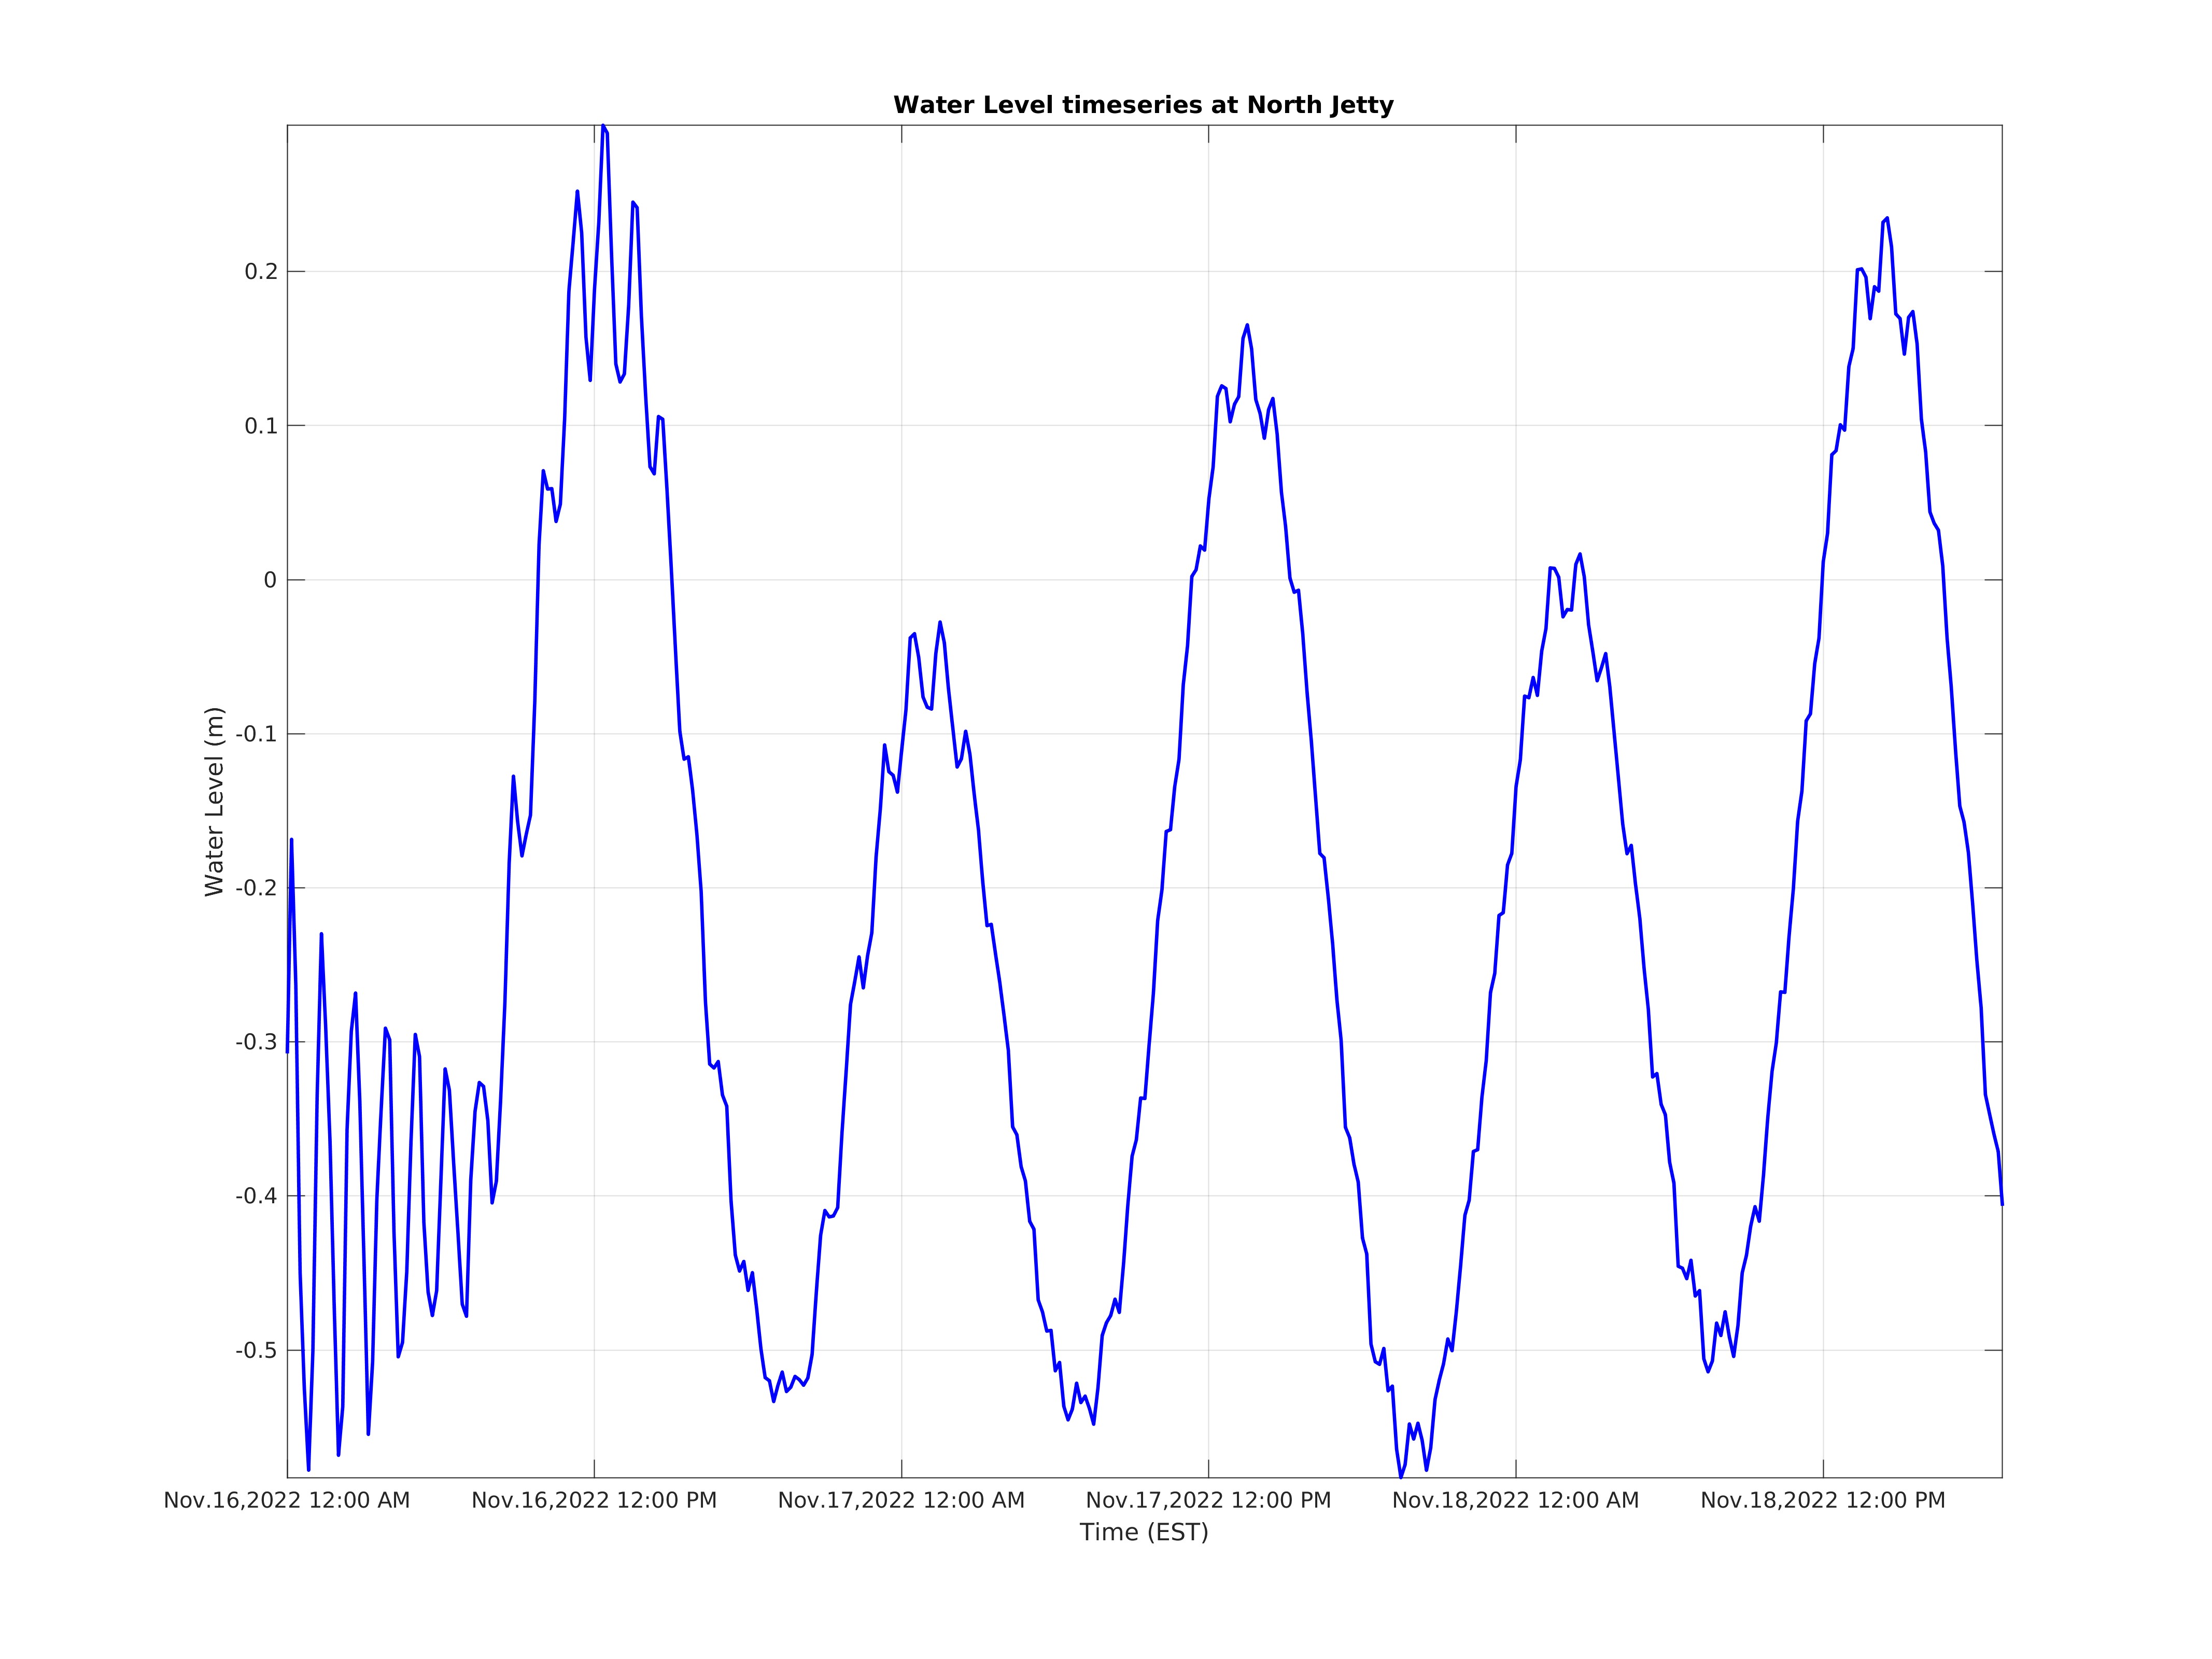 Water Level timeseries at North Jetty
0.2
0.1
0
-0.1
-0.2
-0.3
-0.4
-0.5
Water Level (m)
Nov.16,2022 12:00 AM
Nov.16,2022 12:00 PM
Nov.17,2022 12:00 AM
Nov.17,2022 12:00 PM
Nov.18,2022 12:00 AM
Nov.18,2022 12:00 PM
Time (EST)